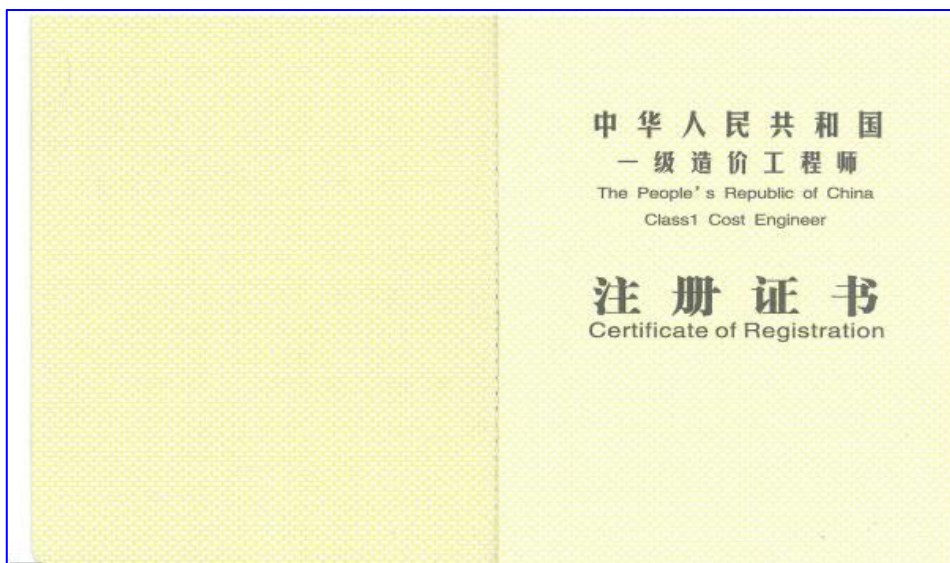 中华人民共和国
一级造价工程师
The People's Republic of China
Class1 Cost Engineer
注册证书
Certificate of Registration